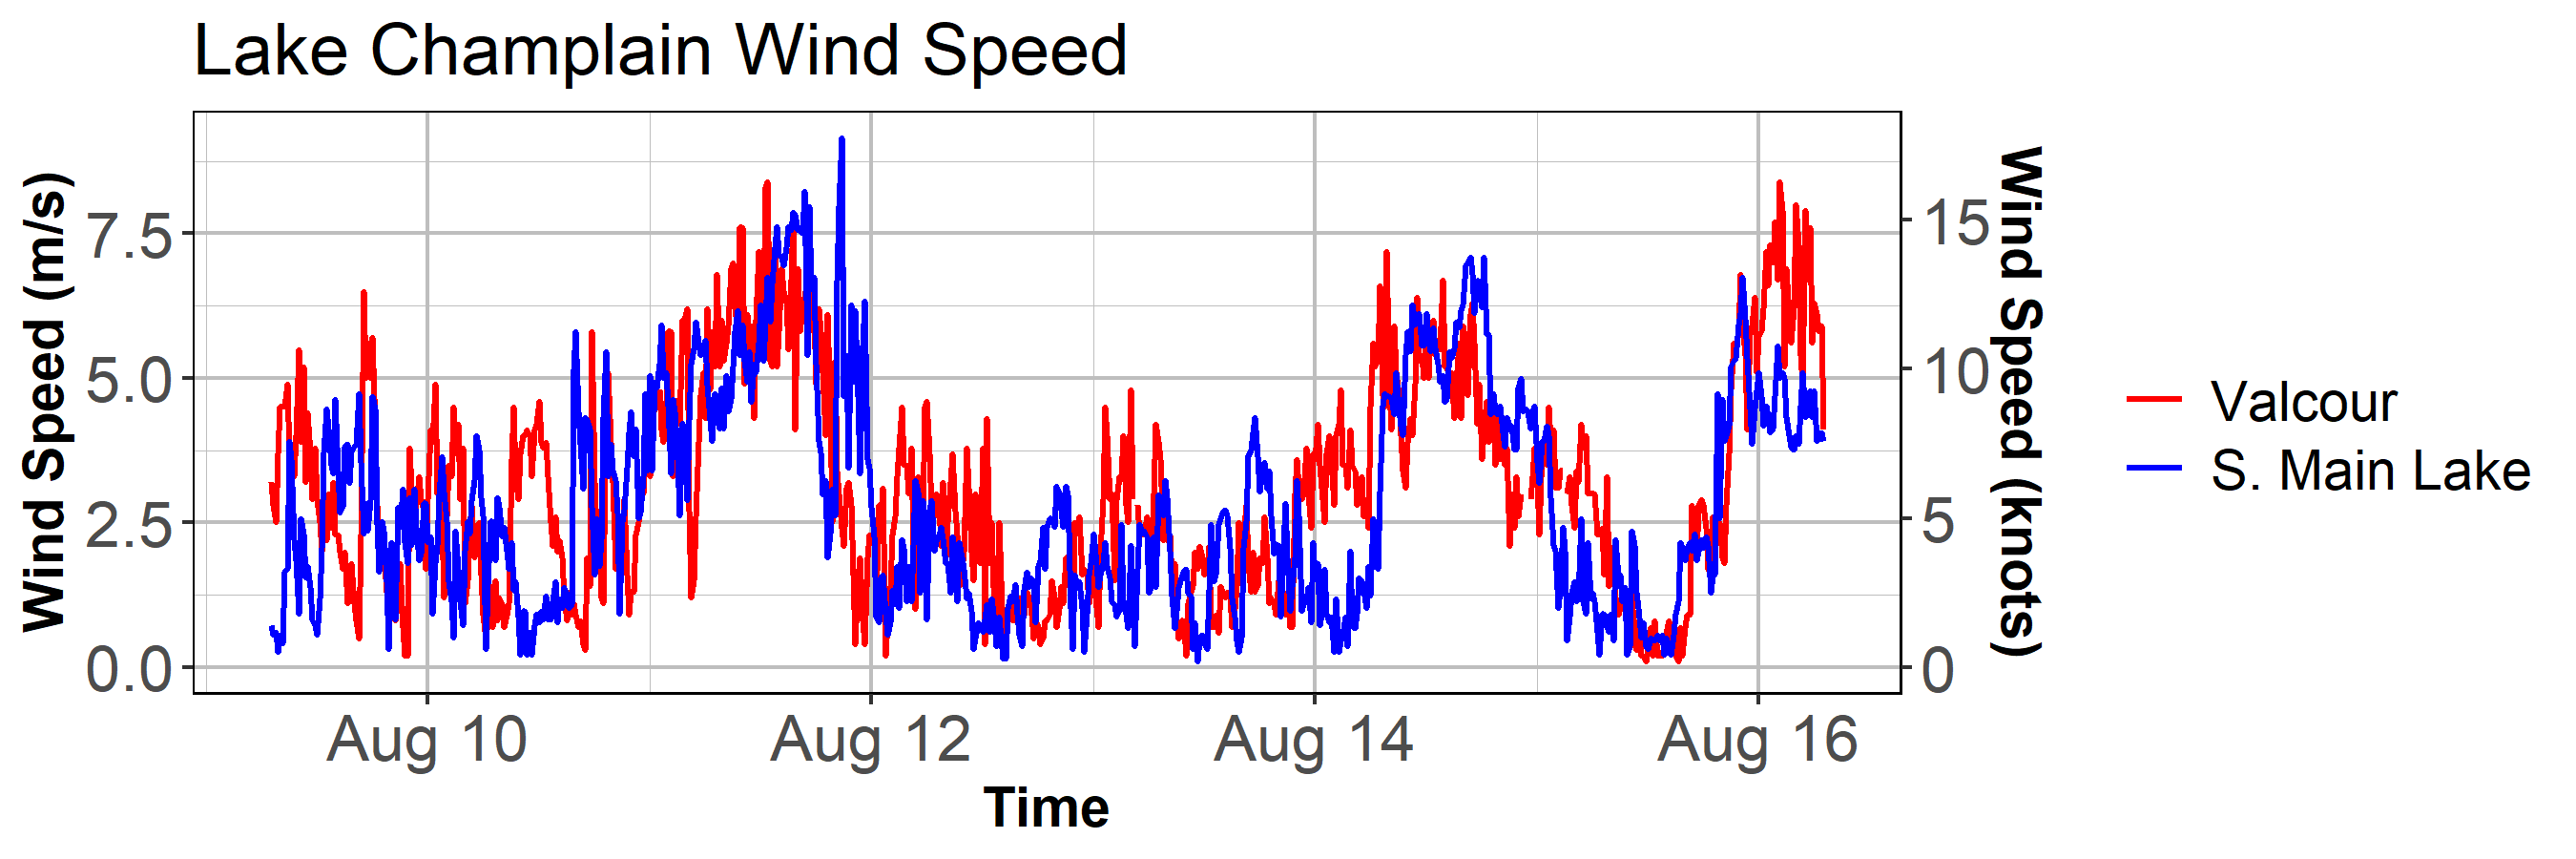 Lake Champlain Wind Speed
Wind Speed (m/s)
7.5
5.0
2.5
0.0
Aug 10
Aug 12
Aug 14
Aug 16
Time
15
10
5
0
Wind Speed (knots)
Valcour
S. Main Lake